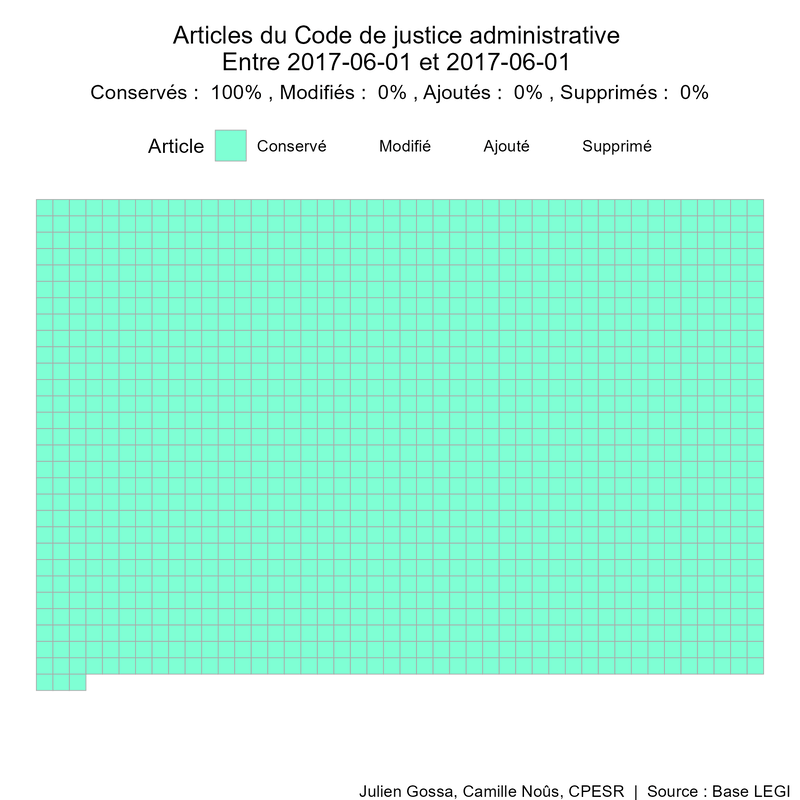 Articles du Code de justice administrative
Entre 2017-06-01 et 2017-06-01
Conservés :  100% , Modifiés :  0% , Ajoutés :  0% , Supprimés :  0%
Article Conservé Modifié Ajouté Supprimé
Julien Gossa, Camille Noûs, CPESR  |  Source : Base LEGI